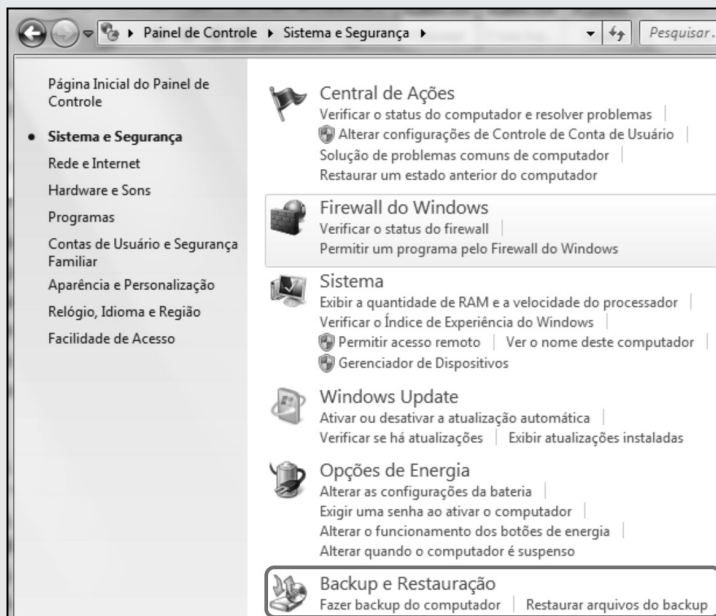 Painel de Controle Sistema e Segurança Pesquisar...
Página Inicial do Painel de
Controle
Sistema e Segurança
Rede e Internet
Hardware e Sons
Programas
Contas de Usuário e Segurança
Familiar
Aparência e Personalização
Relógio, Idioma e Região
Facilidade de Acesso
Central de Ações
Verificar o status do computador e resolver problemas
Alterar configurações de Controle de Conta de Usuário
Solução de problemas comuns de computador
Restaurar um estado anterior do computador
Firewall do Windows
Verificar o status do firewall
Permitir um programa pelo Firewall do Windows
Sistema
Exibir a quantidade de RAM e a velocidade do processador
Verificar o Índice de Experiência do Windows
Permitir acesso remoto Ver o nome deste computador
Gerenciador de Dispositivos
Windows Update
Ativar ou desativar a atualização automática
Verificar se há atualizações Exibir atualizações instaladas
Opções de Energia
Alterar as configurações da bateria
Exigir uma senha ao ativar o computador
Alterar o funcionamento dos botões de energia
Alterar quando o computador é suspenso
Backup e Restauração
Fazer backup do computador Restaurar arquivos do backup